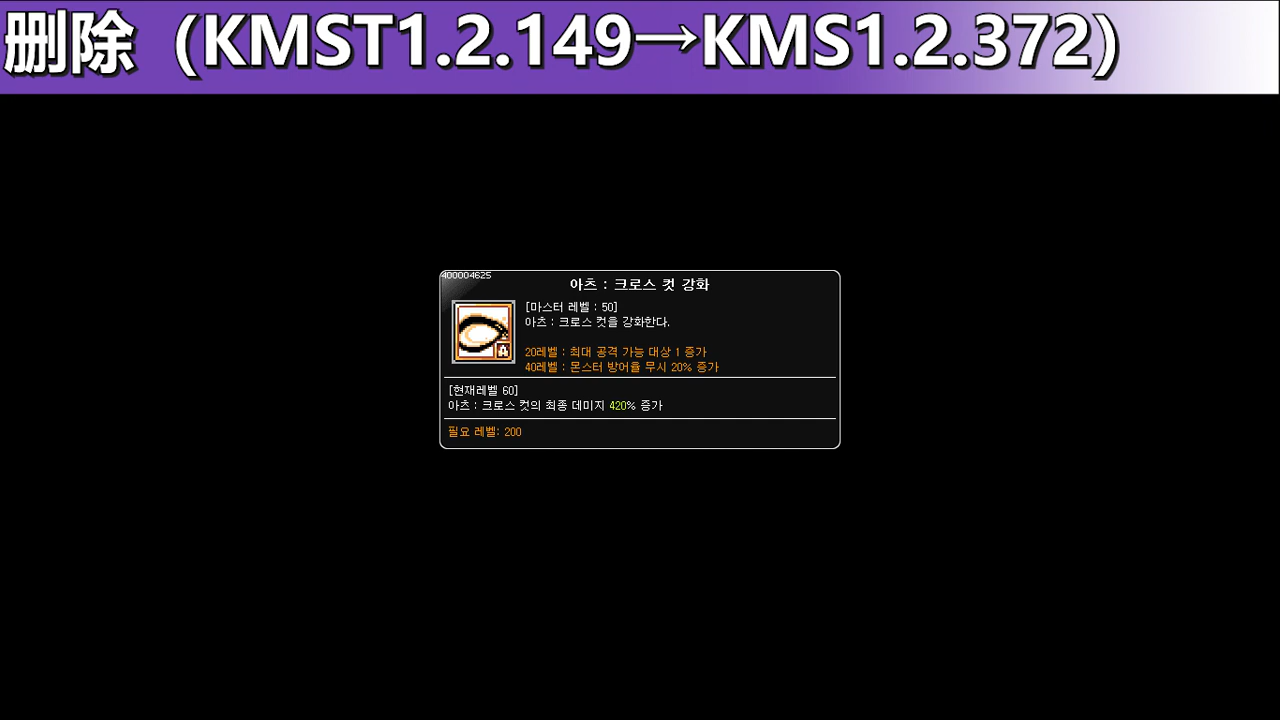 删除（KMST1.2.149→KMS1.2.372)
400004625
아츠 : 크로스 컷 강화
[마스터 레벨 : 50]
아츠 : 크로스 컷을 강화한다.
A
20레벨 : 최대 공격 가능 대상 1 증가
40레벨 : 몬스터 방어율 무시 20% 증가
[현재레벨 60]
아츠 : 크로스 컷의 최종 데미지 420% 증가
필요 레벨: 200